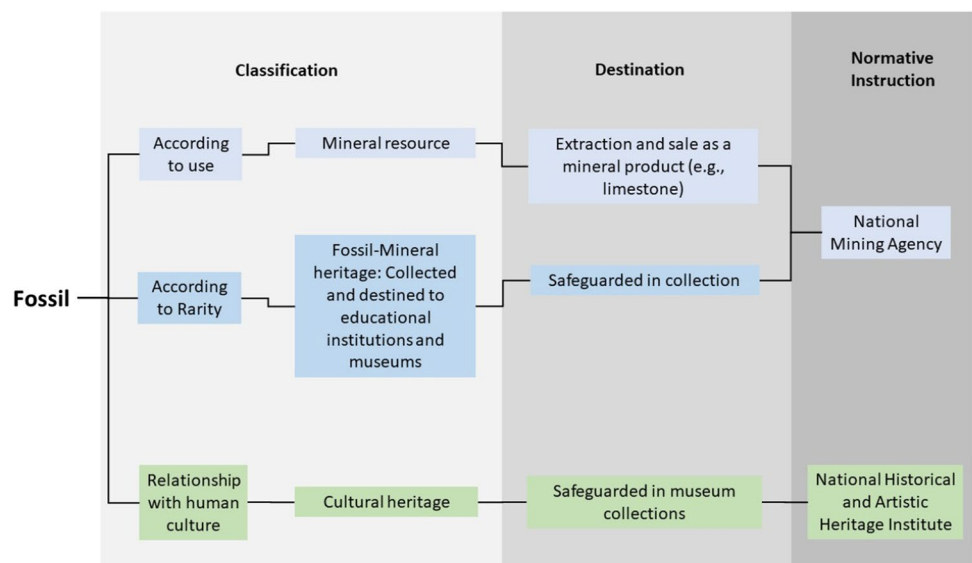 Classification
Destination
Normative
Instruction
Fossil
According
to use
Mineral resource
Extraction and sale as a
mineral product (e.g.,
limestone)
National
Mining Agency
According
to Rarity
Fossil-Mineral
heritage: Collected
and destined to
educational
institutions and
museums
Safeguarded in collection
Relationship
with human
culture
Cultural heritage
Safeguarded in museum
collections
National Historical
and Artistic
Heritage Institute